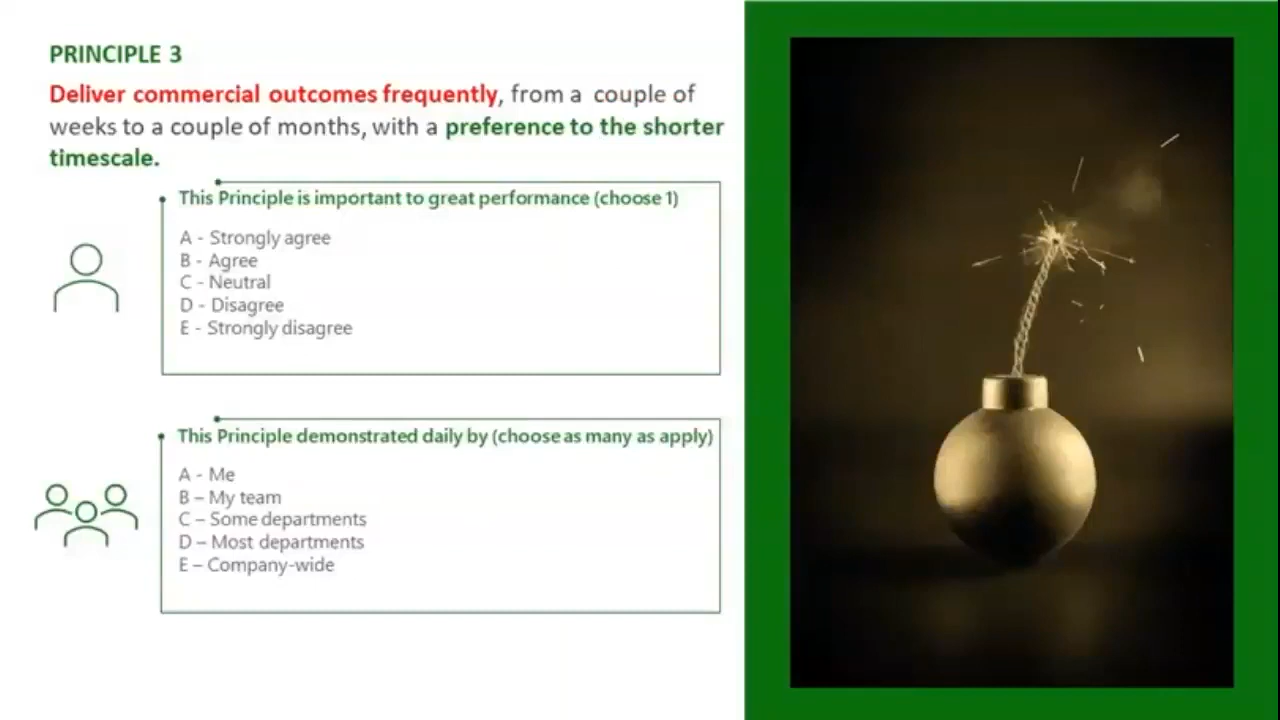 PRINCIPLE 3
Deliver commercial outcomes frequently, from a couple of
weeks to a couple of months, with a preference to the shorter
timescale.
This Principle is important to great performance (choose 1)
A - Strongly agree
B - Agree
C - Neutral
D - Disagree
E - Strongly disagree
This Principle demonstrated daily by (choose as many as apply)
A - Me
B – My team
C – Some departments
D – Most departments
E – Company-wide